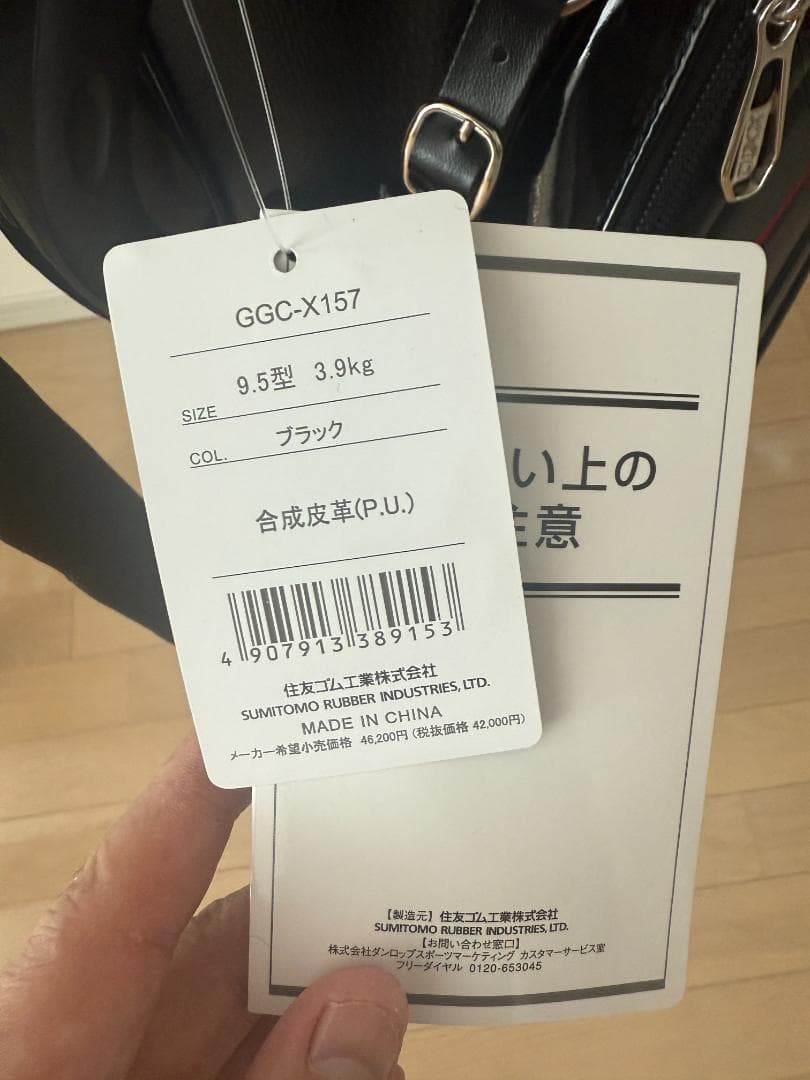 GGC-X157
SIZE 9.5型 3.9kg
COL. ブラック
合成皮革(P.U.)
4 907913 389153
住友ゴム工業株式会社
SUMITOMO RUBBER INDUSTRIES, LTD.
MADE IN CHINA
メーカー希望小売価格 46,200円(税抜価格 42,000円)
い上の
注意
【製造元】住友ゴム工業株式会社
SUMITOMO RUBBER INDUSTRIES, LTD.
【お問い合わせ窓口】
株式会社ダンロップスポーツマーケティング カスタマーサービス室
フリーダイヤル 0120-653045